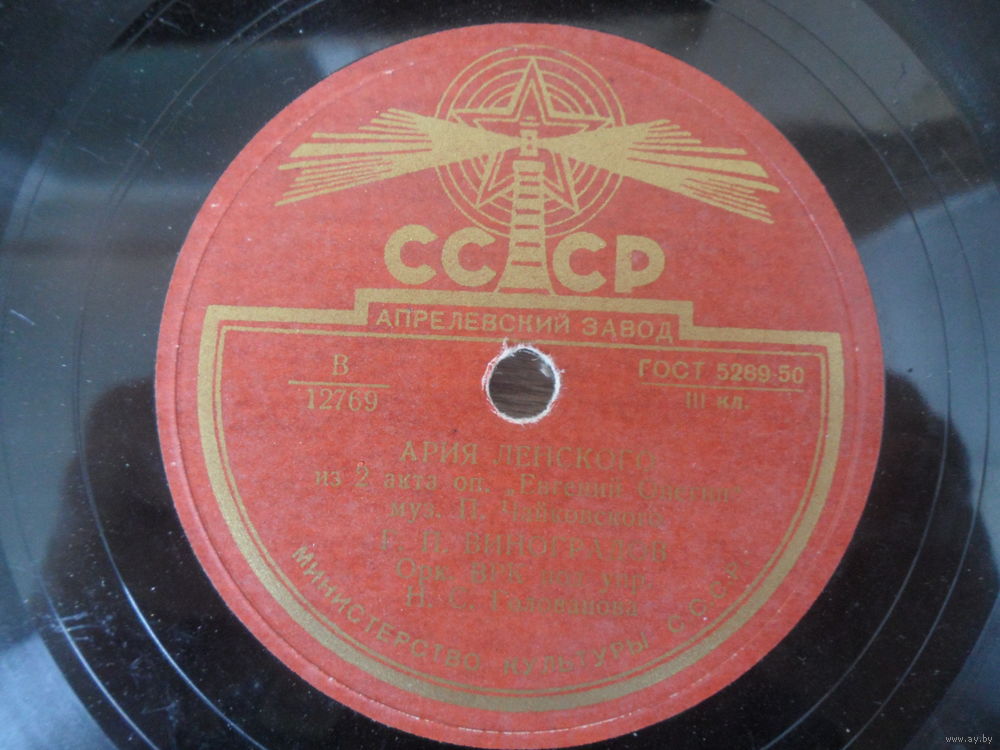 СССР
АПРЕЛЕВСКИЙ ЗАВОД
В
12769
ГОСТ 5289-50
III кл.
АРИЯ ЛЕНСКОГО
из 2 акта оп. „Евгений Онегин“
муз. П. Чайковского
Г. П. ВИНОГРАДОВ
Орк. ВРК под упр.
Н. С. Голованова
МИНИСТЕРСТВО КУЛЬТУРЫ СССР
www.ay.by